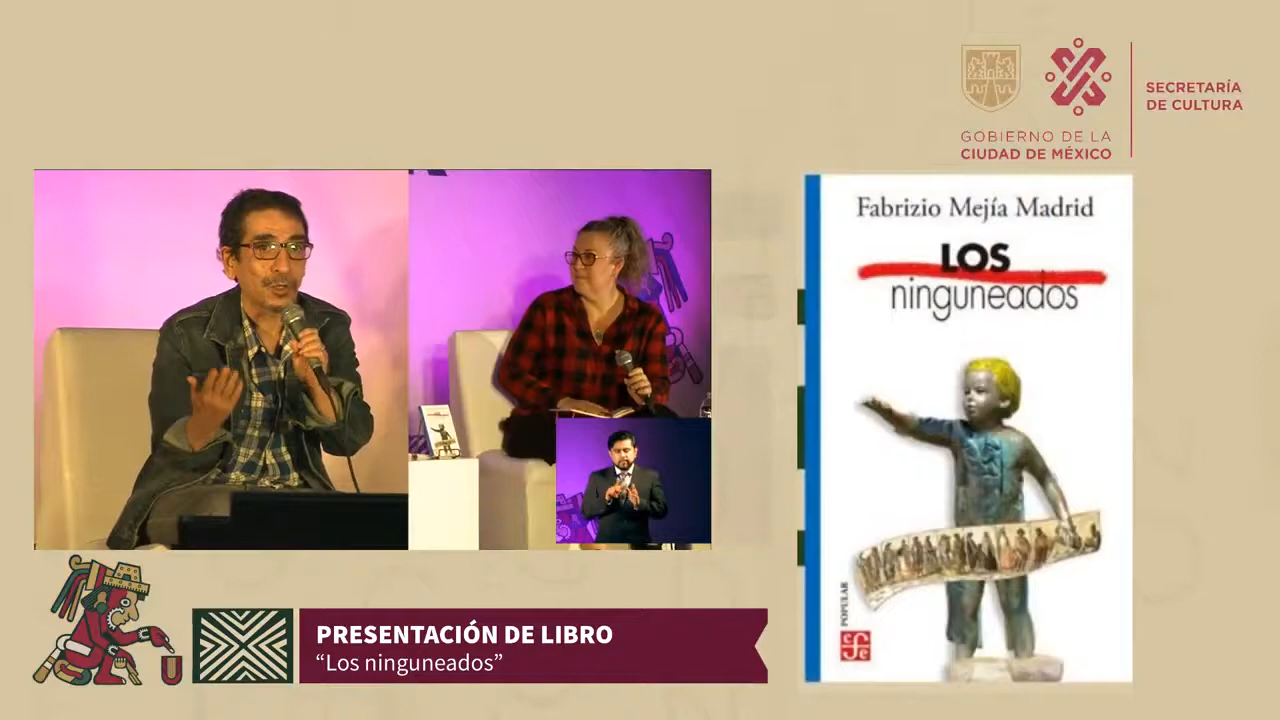 GOBIERNO DE LA
CIUDAD DE MÉXICO
SECRETARÍA
DE CULTURA
Fabrizio Mejía Madrid
LOS
ninguneados
POPULAR
fce
PRESENTACIÓN DE LIBRO
“Los ninguneados”